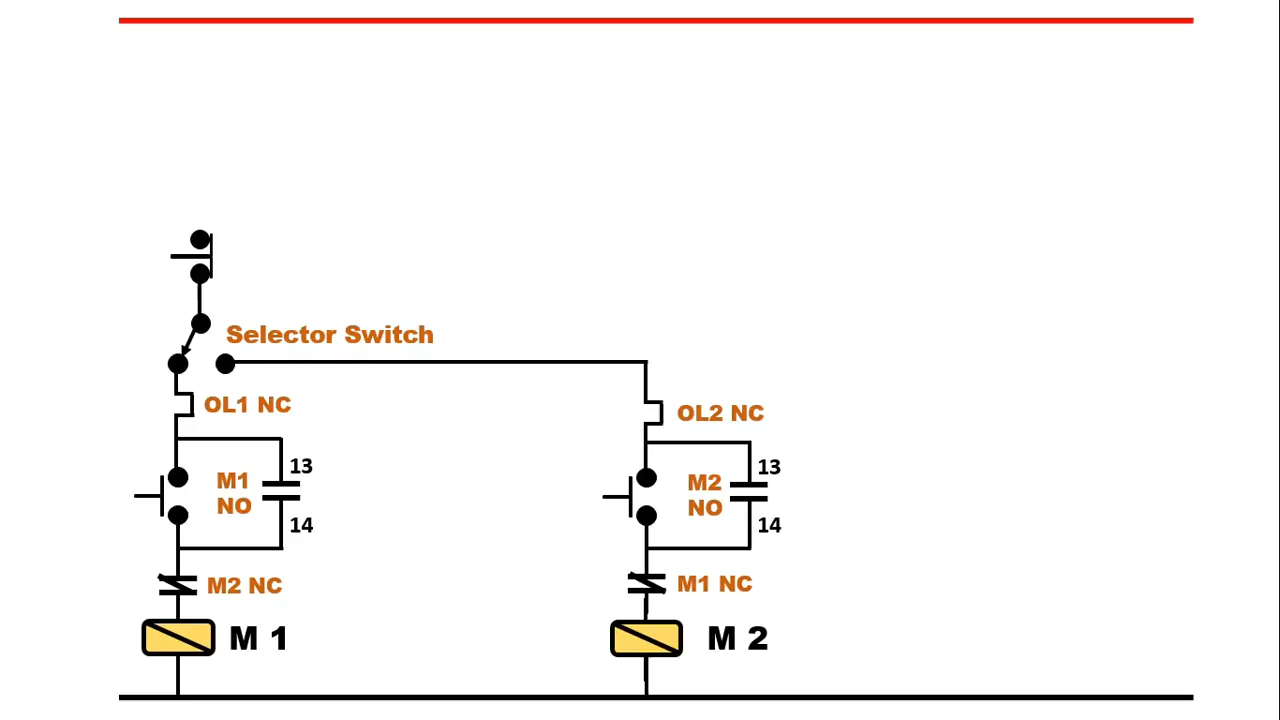 Selector Switch
OL1 NC
OL2 NC
13
M1
NO
14
13
M2
NO
14
M2 NC
M1 NC
M 1
M 2